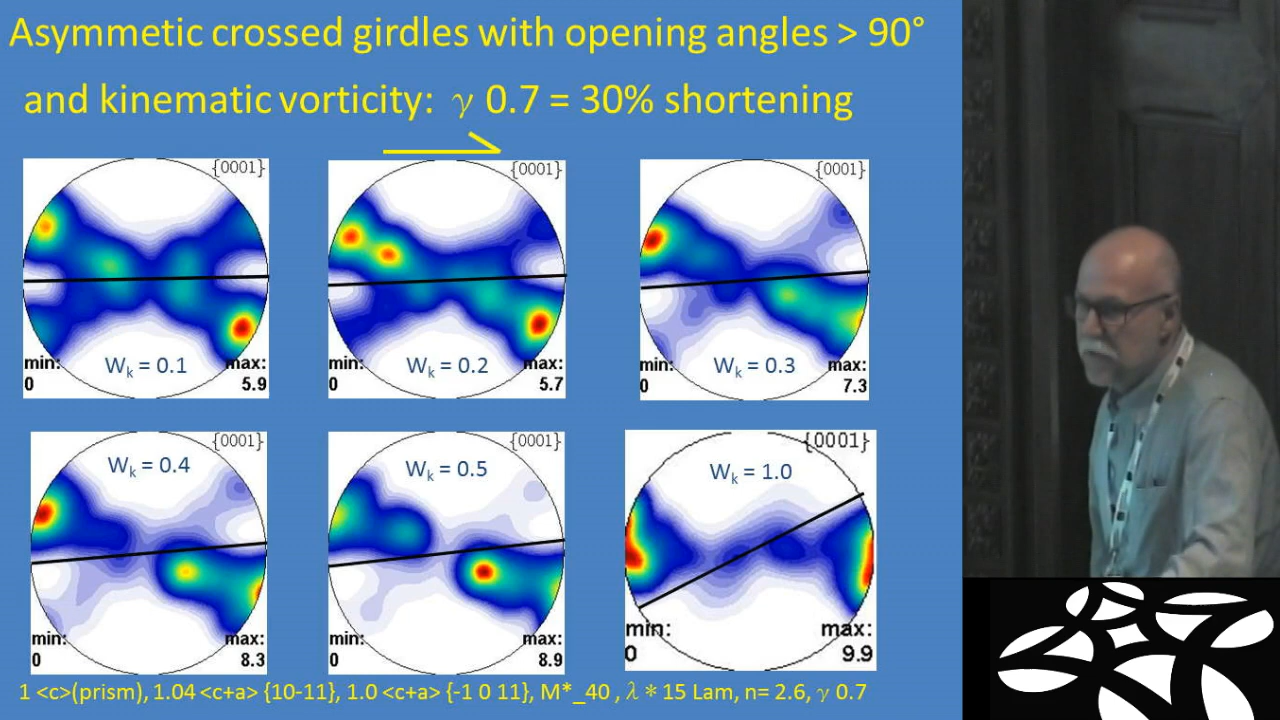 Asymmetic crossed girdles with opening angles > 90°
and kinematic vorticity: γ 0.7 = 30% shortening
{0001}
{0001}
{0001}
min: Wk = 0.1 max:
0 5.9
min: Wk = 0.2 max:
0 5.7
min: Wk = 0.3 max:
0 7.3
{0001}
Wk = 0.4
{0001}
Wk = 0.5
{0001}
Wk = 1.0
min: max:
0 8.3
min: max:
0 8.9
min: max:
0 9.9
1 <c>(prism), 1.04 <c+a> {10-11}, 1.0 <c+a> {-1 0 11}, M*_40 , λ * 15 Lam, n= 2.6, γ 0.7